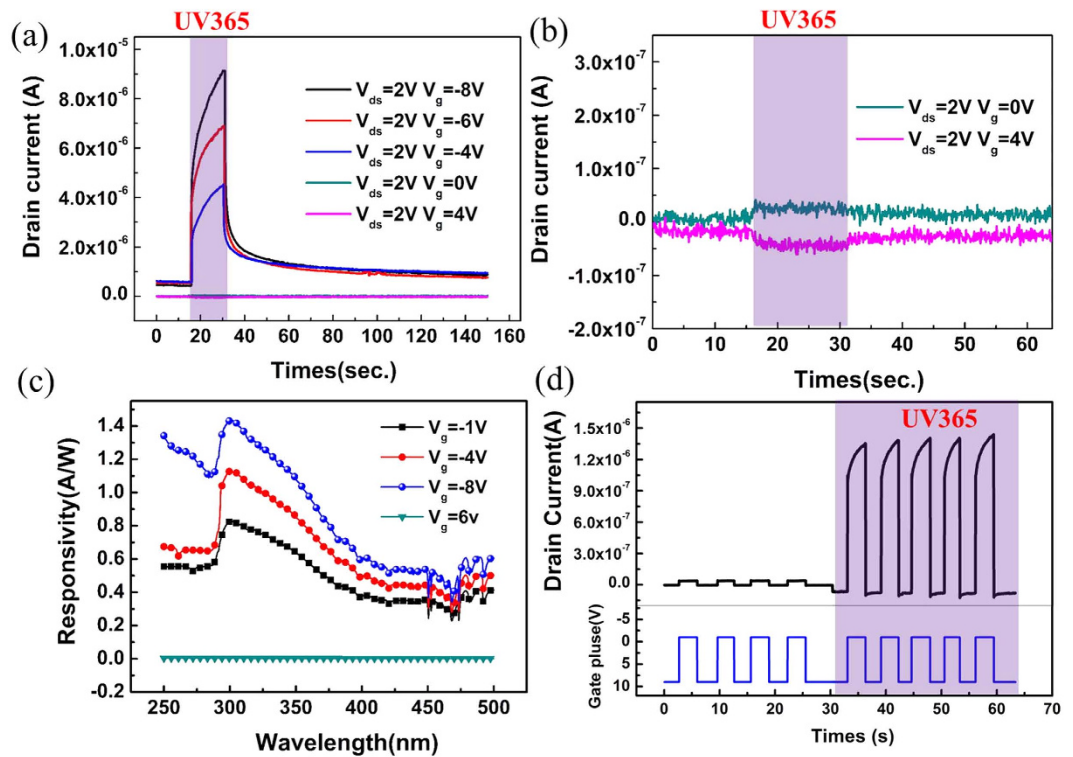 (a)
UV365
1.0x10⁻⁵
8.0x10⁻⁶
6.0x10⁻⁶
4.0x10⁻⁶
2.0x10⁻⁶
0.0
Drain current (A)
V_ds=2V V_g=-8V
V_ds=2V V_g=-6V
V_ds=2V V_g=-4V
V_ds=2V V_g=0V
V_ds=2V V_g=4V
0 20 40 60 80 100 120 140 160
Times(sec.)
(b)
UV365
3.0x10⁻⁷
2.0x10⁻⁷
1.0x10⁻⁷
0.0
-1.0x10⁻⁷
-2.0x10⁻⁷
Drain current (A)
V_ds=2V V_g=0V
V_ds=2V V_g=4V
0 10 20 30 40 50 60
Times(sec.)
(c)
1.4
1.2
1.0
0.8
0.6
0.4
0.2
0.0
-0.2
Responsivity(A/W)
V_g=-1V
V_g=-4V
V_g=-8V
V_g=6v
250 300 350 400 450 500
Wavelength(nm)
(d)
UV365
1.5x10⁻⁶
1.2x10⁻⁶
9.0x10⁻⁷
6.0x10⁻⁷
3.0x10⁻⁷
0.0
Drain Current(A)
-5
0
5
10
Gate pluse(V)
0 10 20 30 40 50 60 70
Times (s)